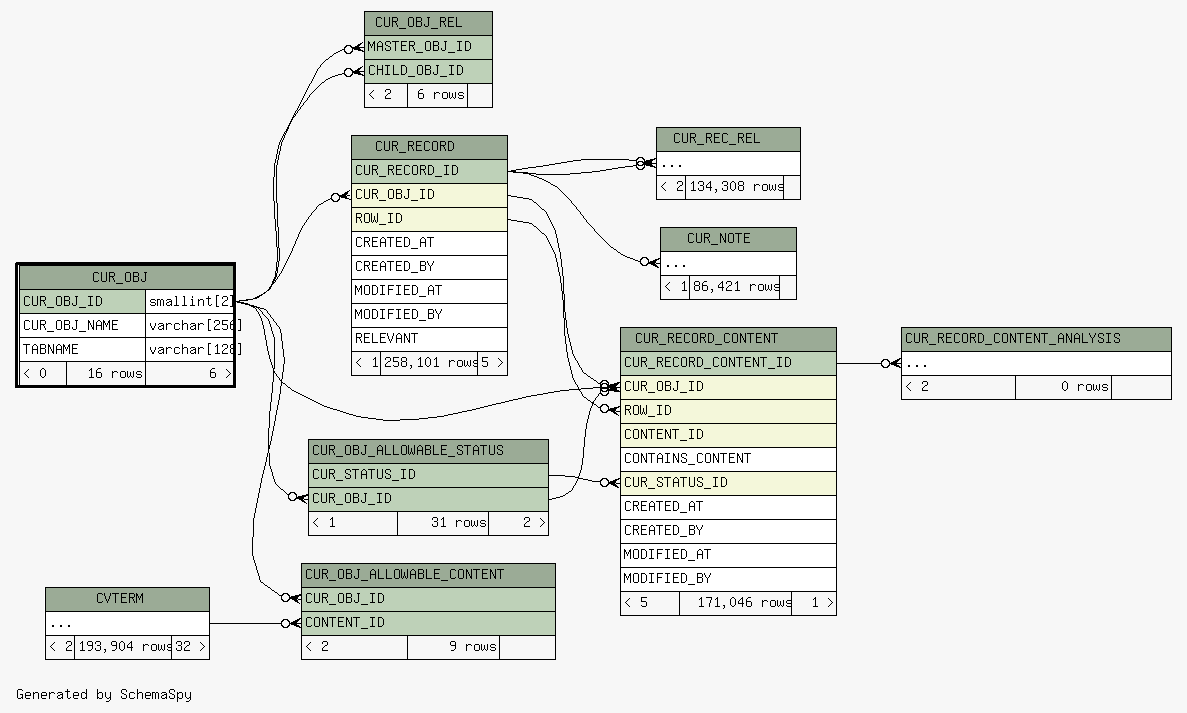 CUR_OBJ_REL
MASTER_OBJ_ID
CHILD_OBJ_ID
< 2 6 rows
CUR_RECORD
CUR_RECORD_ID
CUR_OBJ_ID
ROW_ID
CREATED_AT
CREATED_BY
MODIFIED_AT
MODIFIED_BY
RELEVANT
< 1 258,101 rows 5 >
CUR_REC_REL
...
< 2 134,308 rows
CUR_NOTE
...
< 1 86,421 rows
CUR_OBJ
CUR_OBJ_ID smallint[2]
CUR_OBJ_NAME varchar[256]
TABNAME varchar[128]
< 0 16 rows 6 >
CUR_RECORD_CONTENT
CUR_RECORD_CONTENT_ID
CUR_OBJ_ID
ROW_ID
CONTENT_ID
CONTAINS_CONTENT
CUR_STATUS_ID
CREATED_AT
CREATED_BY
MODIFIED_AT
MODIFIED_BY
< 5 171,046 rows 1 >
CUR_RECORD_CONTENT_ANALYSIS
...
< 2 0 rows
CUR_OBJ_ALLOWABLE_STATUS
CUR_STATUS_ID
CUR_OBJ_ID
< 1 31 rows 2 >
CUR_OBJ_ALLOWABLE_CONTENT
CUR_OBJ_ID
CONTENT_ID
< 2 9 rows
CVTERM
...
< 2 193,904 rows 32 >
Generated by SchemaSpy